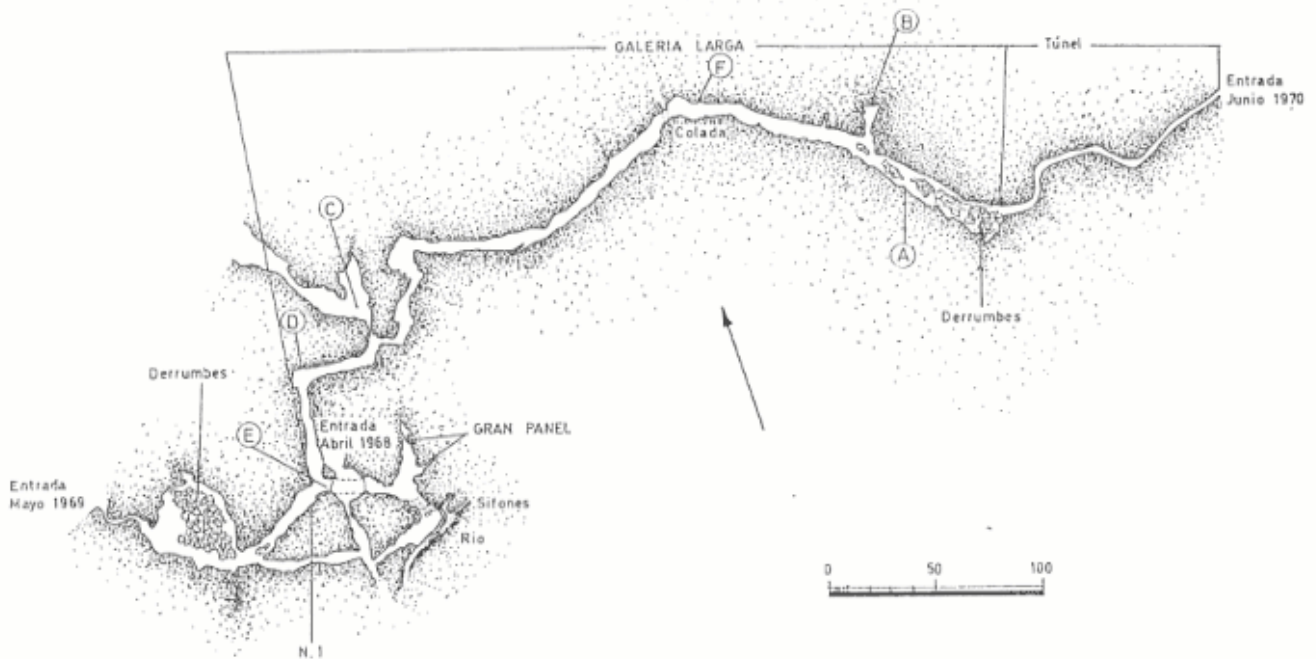 B
GALERIA LARGA
Túnel
F
Entrada
Junio 1970
Colada
C
A
D
Derrumbes
Derrumbes
E
Entrada
Abril 1968
GRAN PANEL
Entrada
Mayo 1969
Sifones
Rio
0 50 100
N. 1